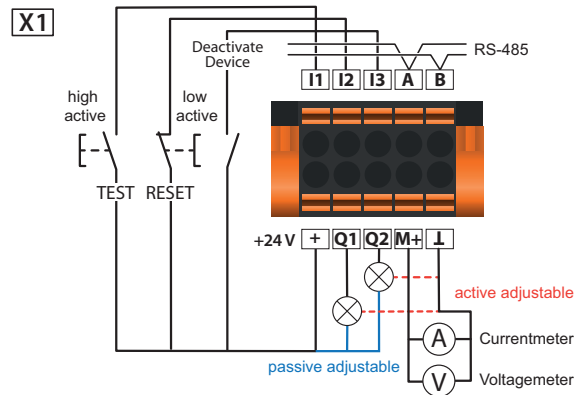 X1
Deactivate
Device
RS-485
I1 I2 I3 A B
high
active
low
active
TEST RESET
+24 V + Q1 Q2 M+ ⊥
active adjustable
passive adjustable
A Currentmeter
V Voltagemeter